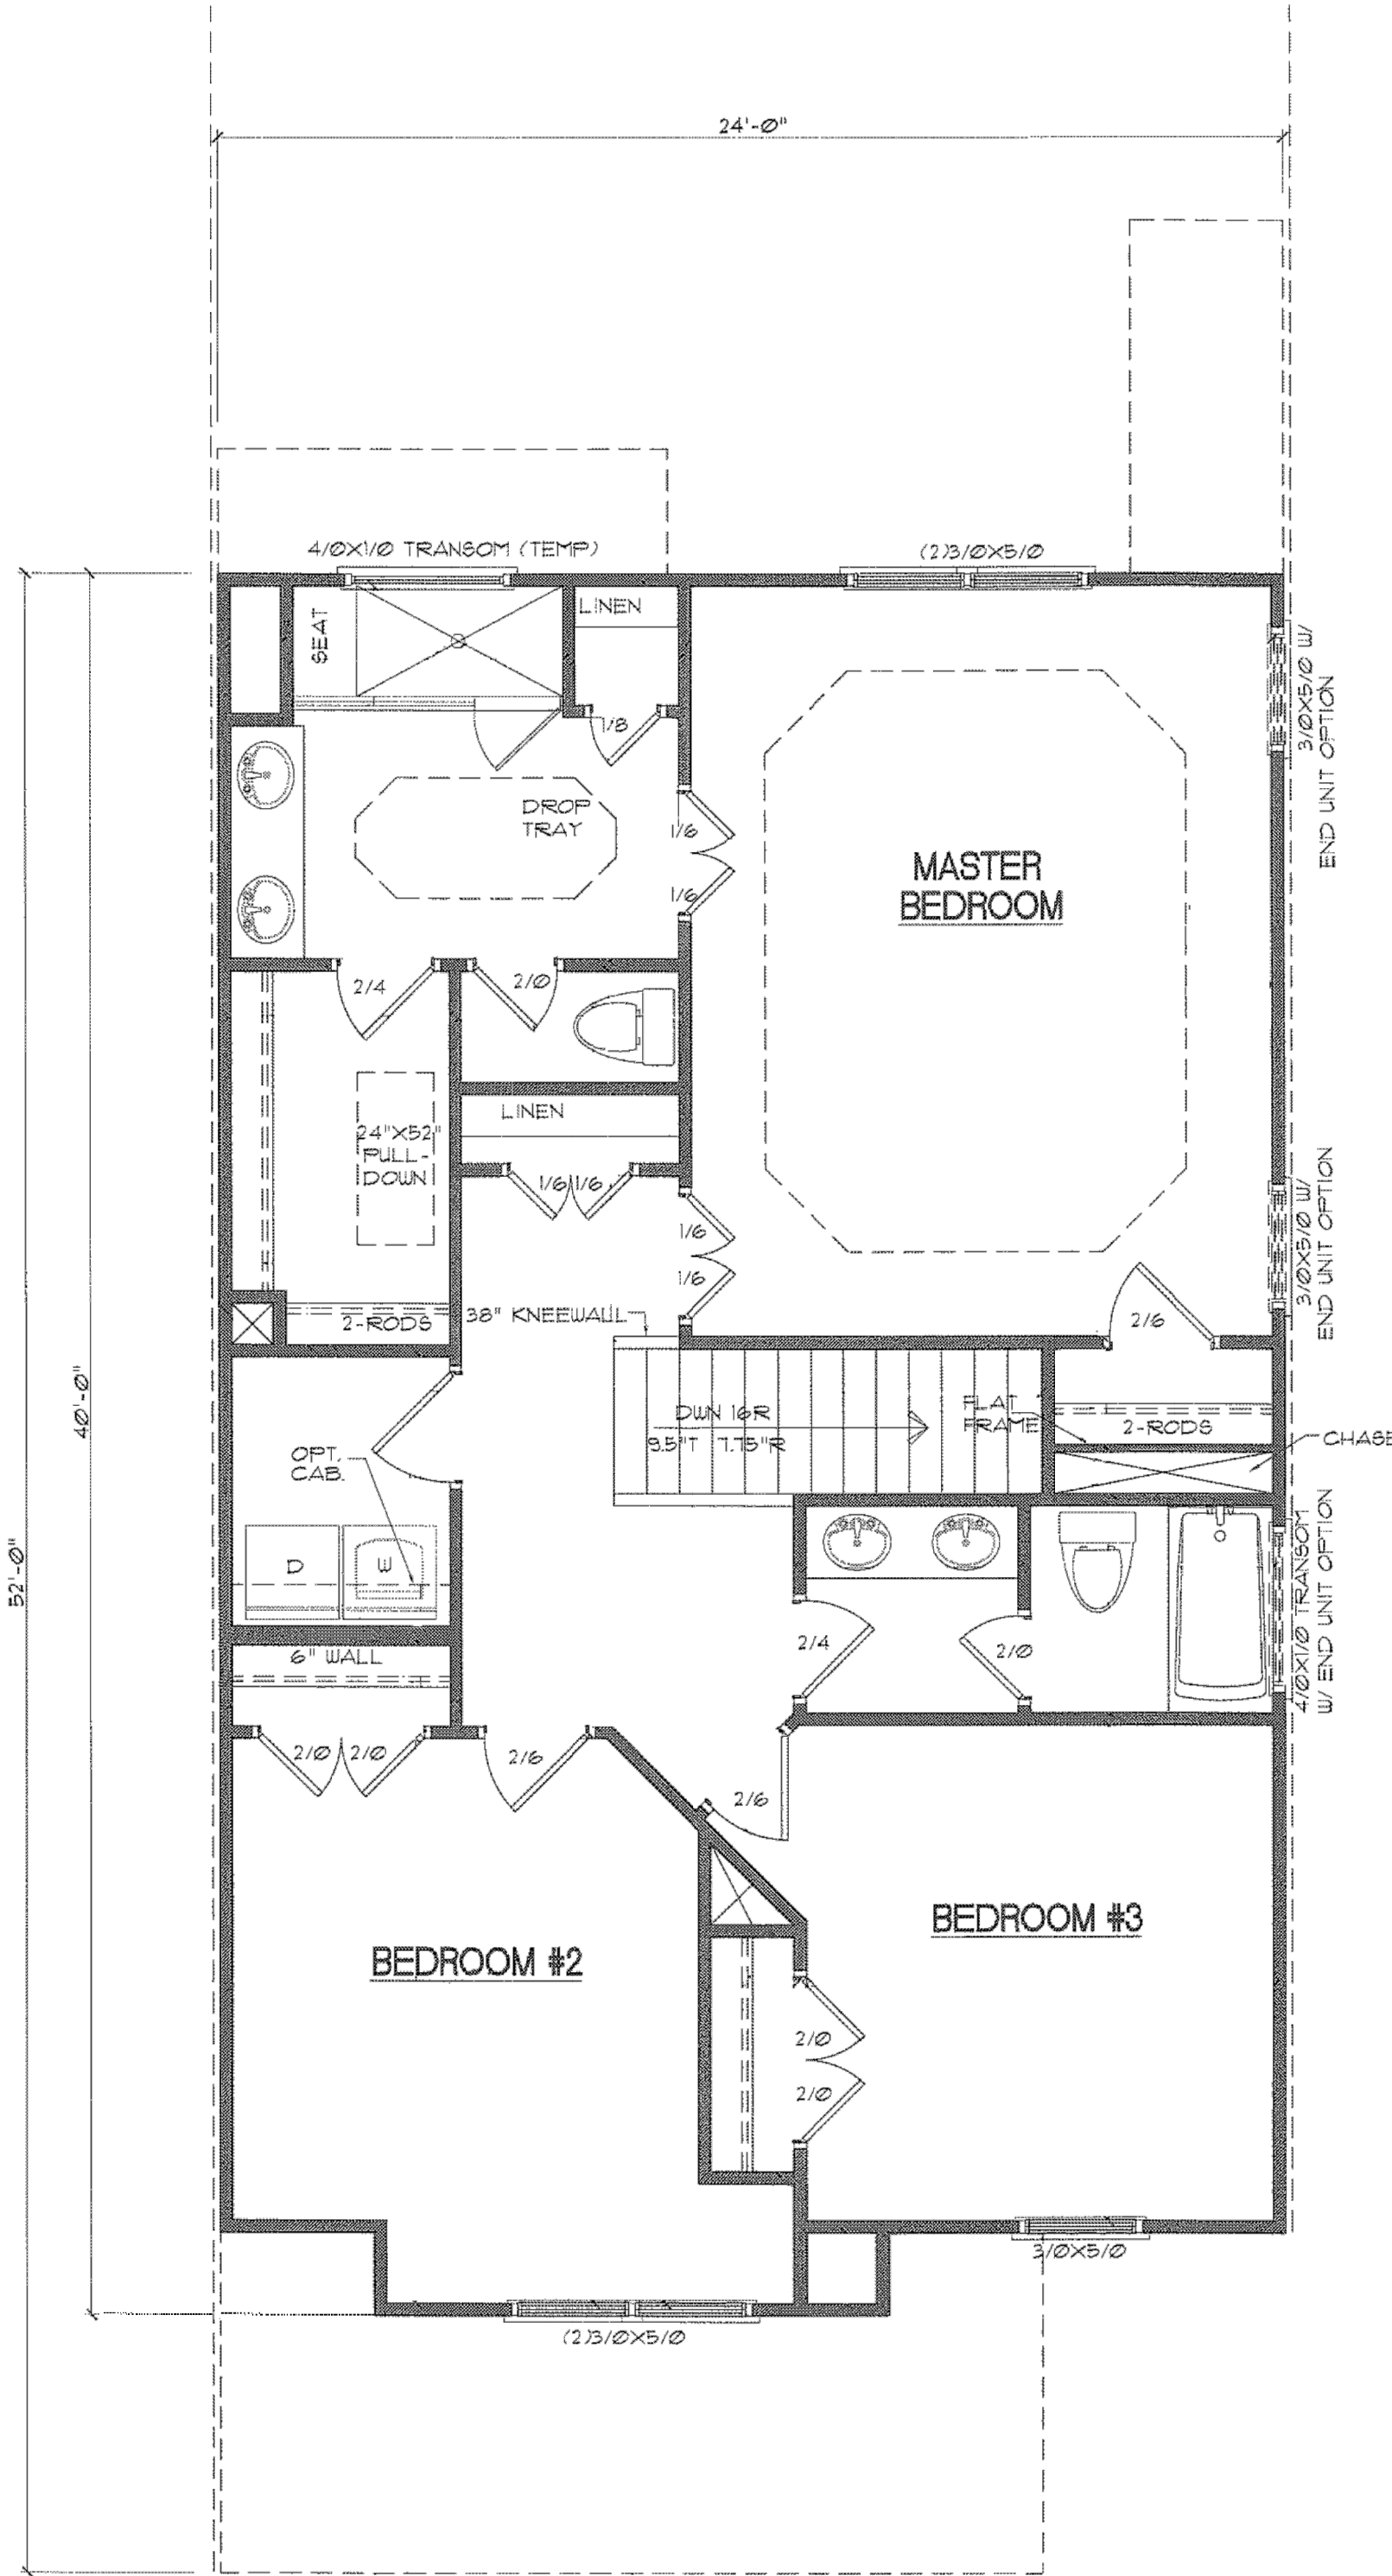 24'-0"
4/0X1/0 TRANSOM (TEMP)
(2)3/0X5/0
SEAT
LINEN
1/8
3/0X5/0 W/
END UNIT OPTION
DROP
TRAY
1/6
1/6
MASTER
BEDROOM
2/4
2/0
LINEN
24"X52"
PULL-
DOWN
1/6
1/6
1/6
1/6
3/0X5/0 W/
END UNIT OPTION
2-RODS
38" KNEEWALL
2/6
40'-0"
52'-0"
DWN 16R
9.5"T 7.75"R
FLAT
FRAME
2-RODS
CHASE
OPT.
CAB.
D
W
4/0X1/0 TRANSOM
W/ END UNIT OPTION
2/4
2/0
6" WALL
2/0
2/0
2/6
2/6
BEDROOM #2
BEDROOM #3
2/0
2/0
3/0X5/0
(2)3/0X5/0